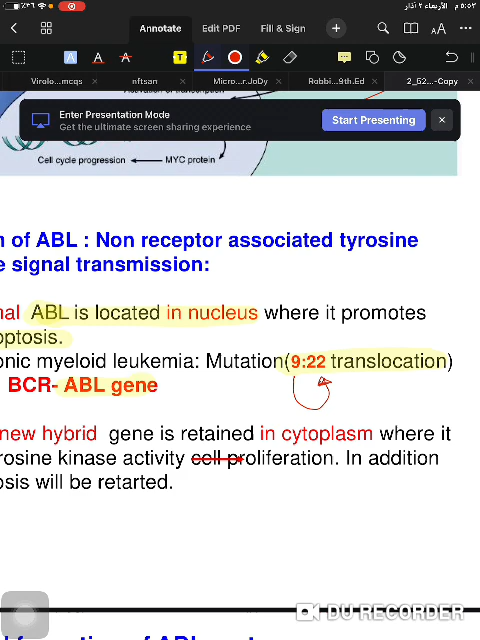 ٥:٥٣ م الأربعاء ٢ آذار
Annotate Edit PDF Fill & Sign
A A A T AA
Virolo...mcqs nftsan Micro...r.JoDy Robbi...9th.Ed 2_52...-Copy
Activation of transcription
Enter Presentation Mode
Get the ultimate screen sharing experience
Start Presenting
Cell cycle progression MYC protein
of ABL : Non receptor associated tyrosine
signal transmission:
ABL is located in nucleus where it promotes
onic myeloid leukemia: Mutation(9:22 translocation)
BCR- ABL gene
new hybrid gene is retained in cytoplasm where it
rosine kinase activity cell proliferation. In addition
osis will be retarted.
DU RECORDER